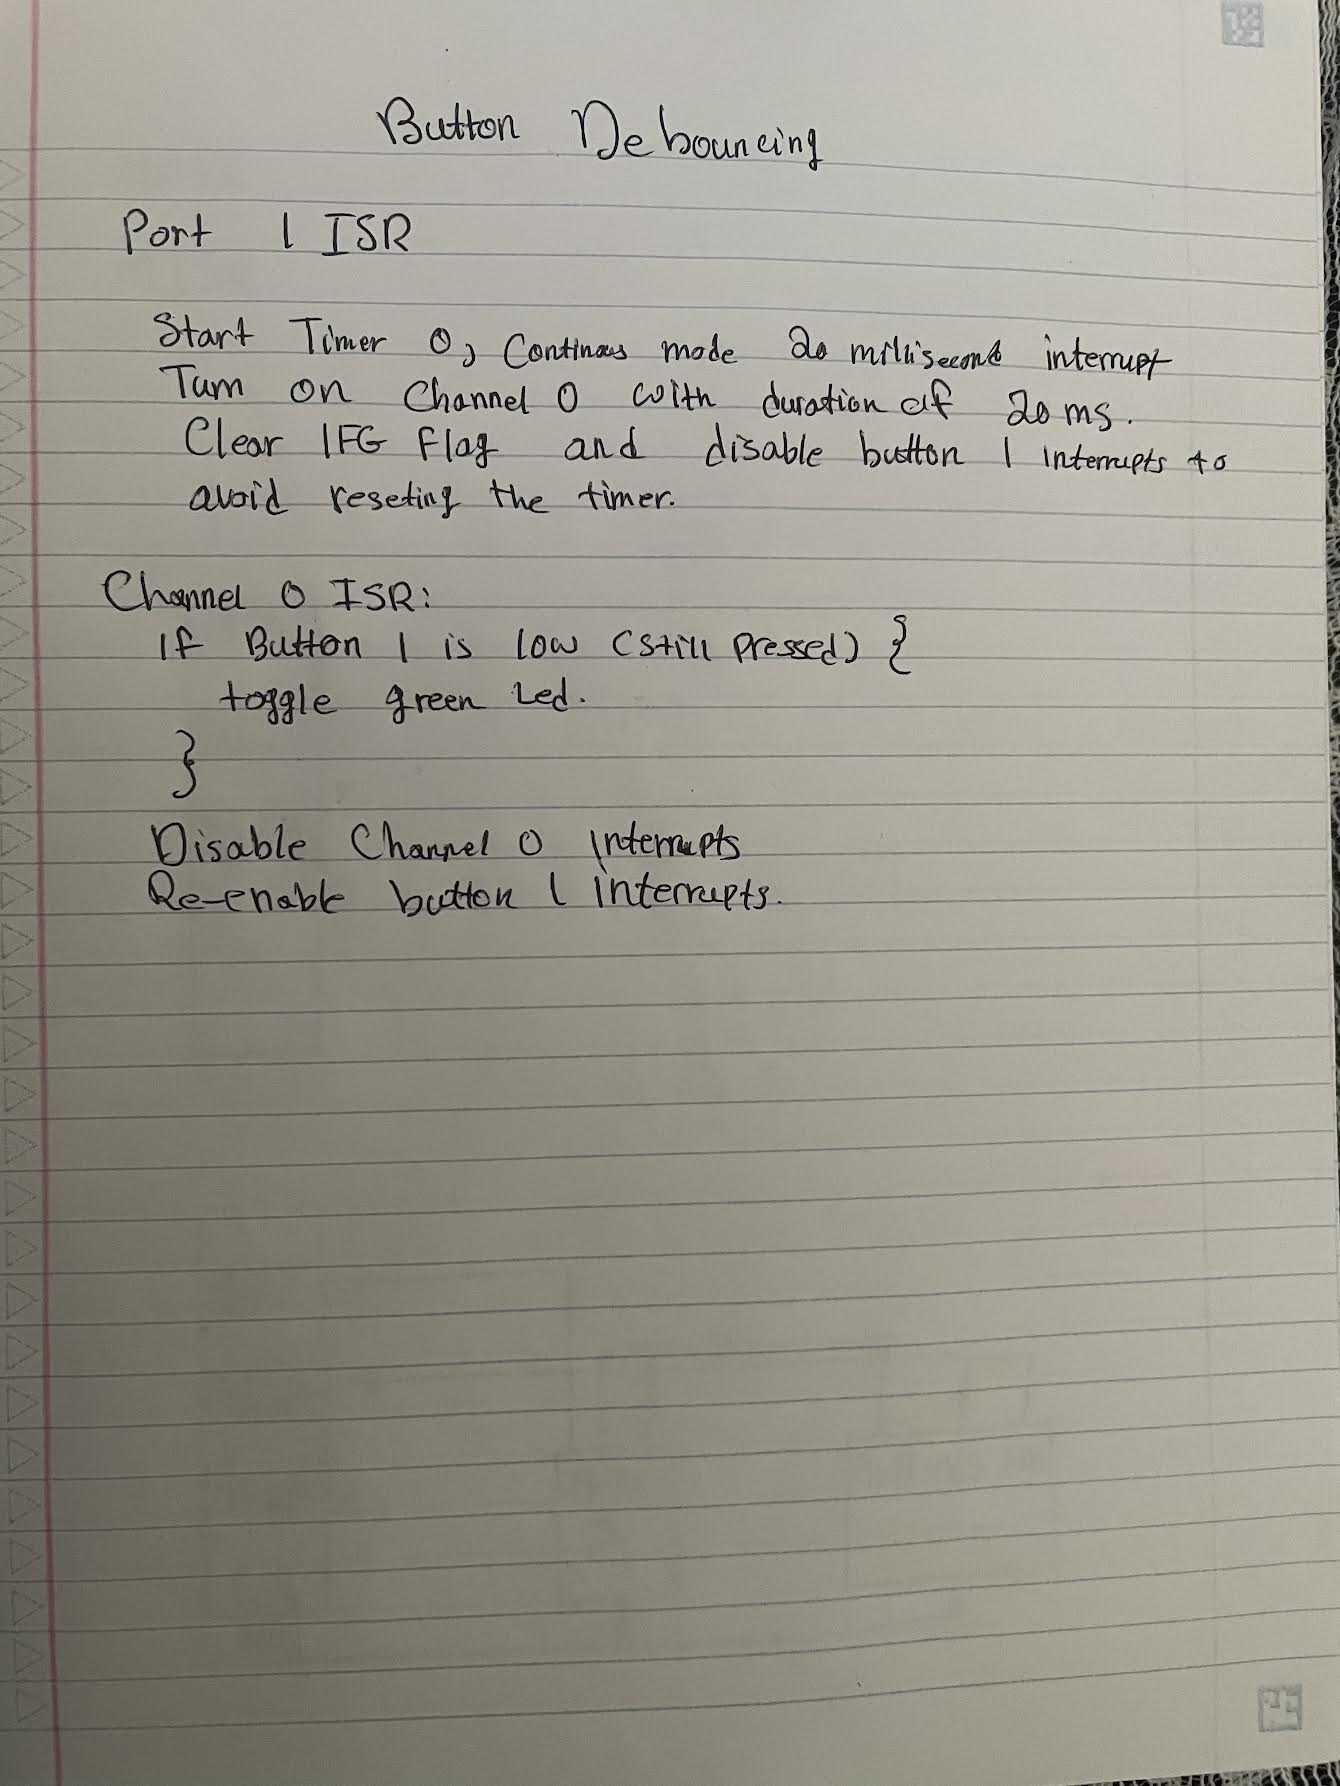 Button Debouncing
Port 1 ISR
Start Timer 0, Continous mode 20 millisecond interrupt
Turn on Channel 0 with duration of 20 ms.
Clear IFG Flag and disable button 1 interrupts to
avoid reseting the timer.
Channel 0 ISR:
If Button 1 is low (still pressed) {
toggle green Led.
}
Disable Channel 0 interrupts
Re-enable button 1 interrupts.